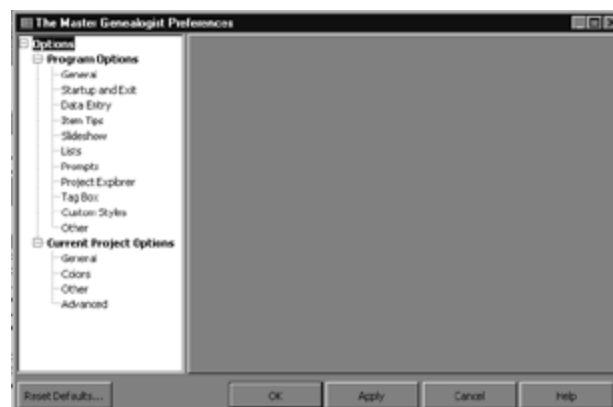 The Master Genealogist Preferences
Options
Program Options
General
Startup and Exit
Data Entry
Item Tips
Slideshow
Lists
Prompts
Project Explorer
Tag Box
Custom Styles
Other
Current Project Options
General
Colors
Other
Advanced
Reset Defaults... OK Apply Cancel Help